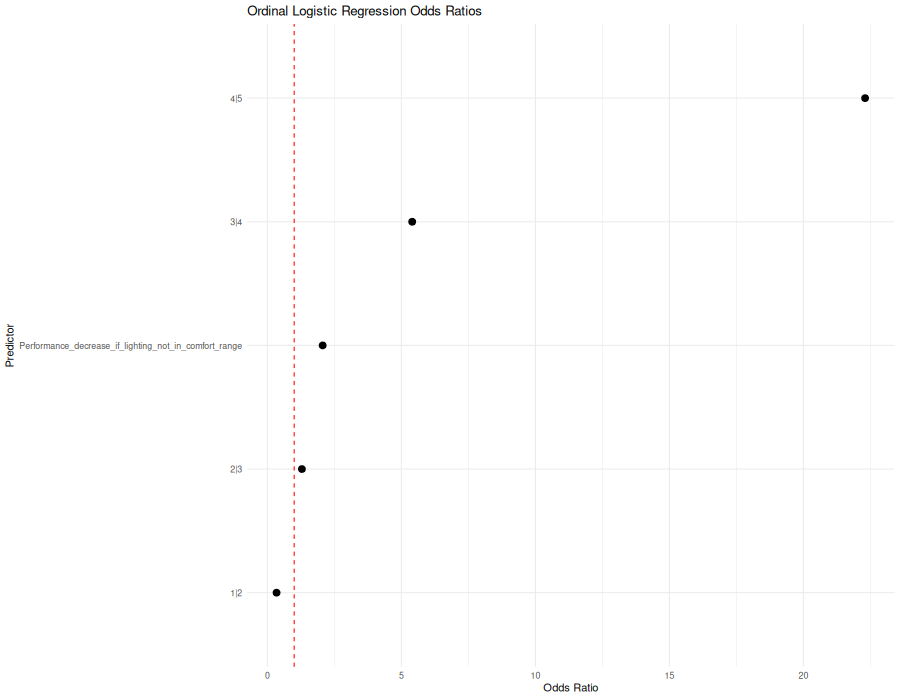 Ordinal Logistic Regression Odds Ratios
4|5
3|4
Performance_decrease_if_lighting_not_in_comfort_range
2|3
1|2
Predictor
0 5 10 15 20
Odds Ratio